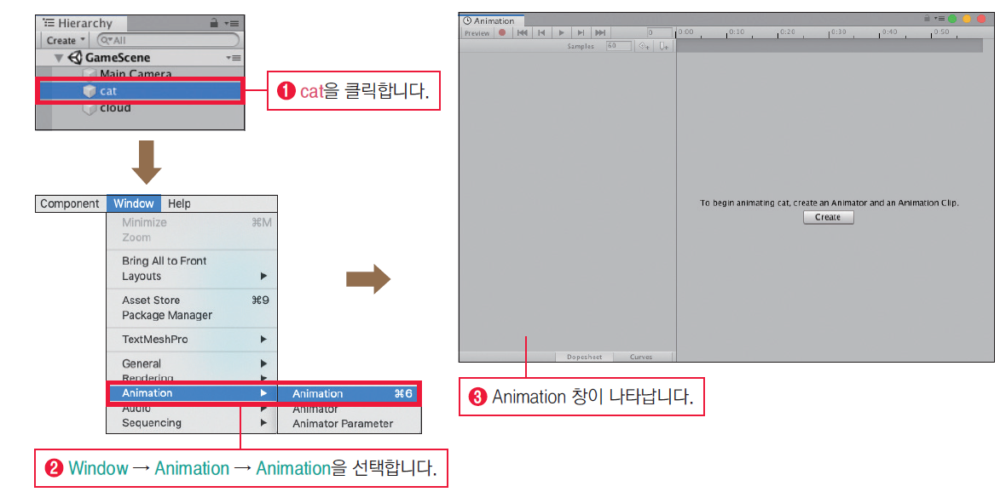 Hierarchy
Create All
GameScene
Main Camera
cat
cloud
❶ cat을 클릭합니다.
Component Window Help
Minimize ⌘M
Zoom
Bring All to Front
Layouts
Asset Store ⌘9
Package Manager
TextMeshPro
General
Rendering
Animation
Audio
Sequencing
Animation ⌘6
Animator
Animator Parameter
❷ Window → Animation → Animation을 선택합니다.
Animation
Preview 0 0:00 0:10 0:20 0:30 0:40 0:50
Samples 60
To begin animating cat, create an Animator and an Animation Clip.
Create
Dopesheet Curves
❸ Animation 창이 나타납니다.